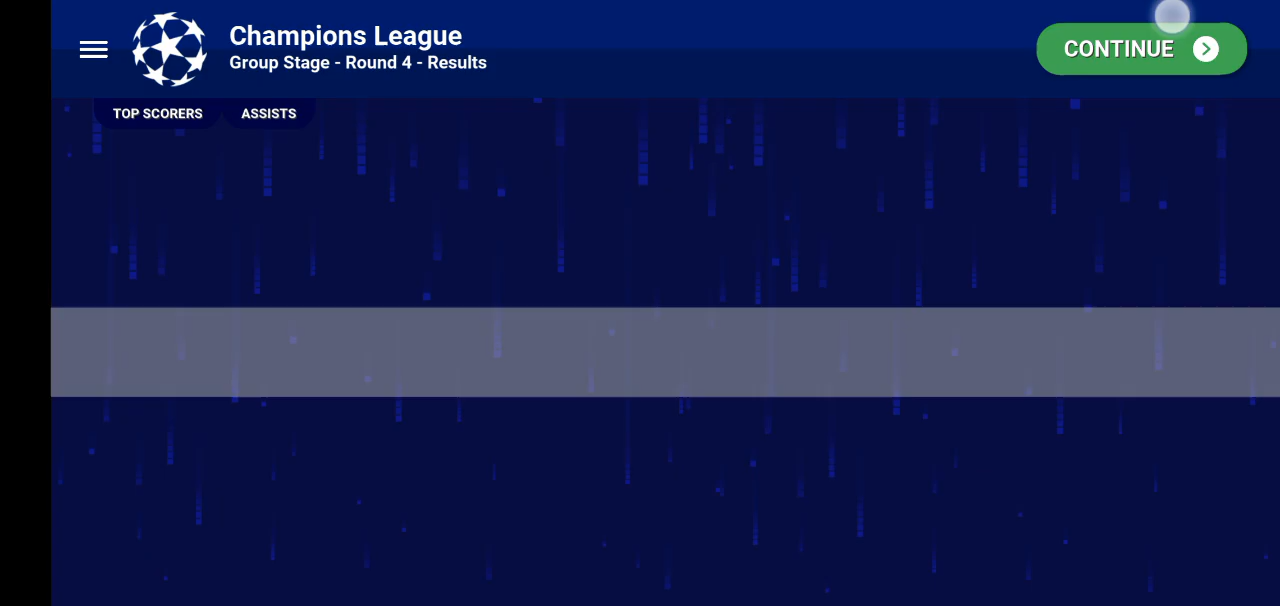 Champions League
Group Stage - Round 4 - Results
CONTINUE
TOP SCORERS
ASSISTS